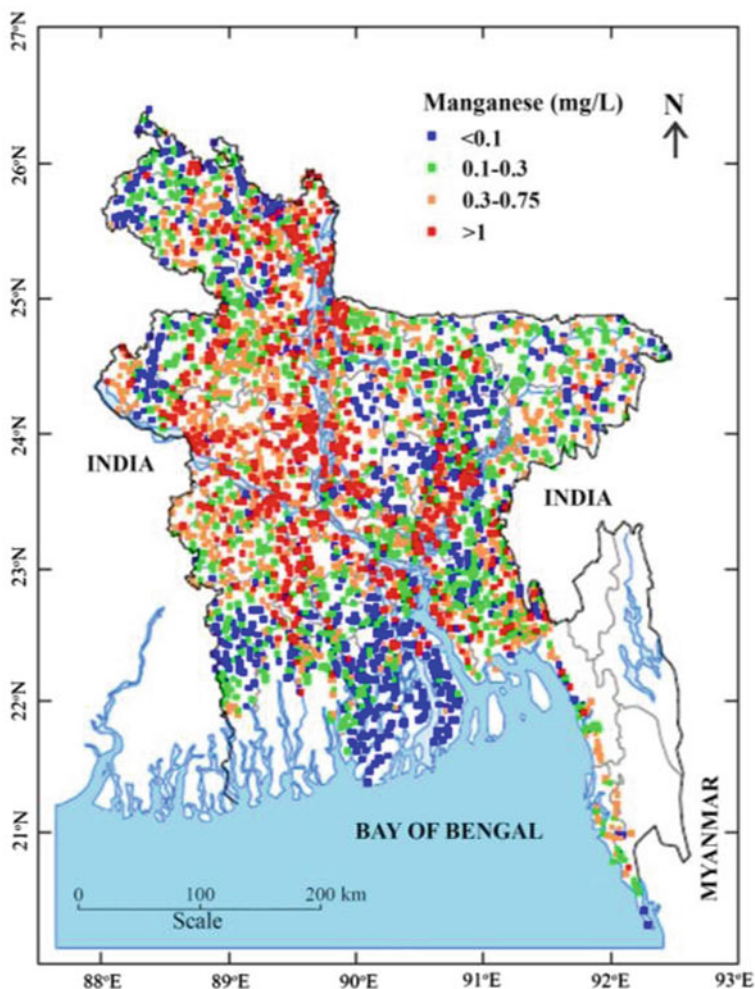 27°N
26°N
25°N
24°N
23°N
22°N
21°N
Manganese (mg/L)
<0.1
0.1-0.3
0.3-0.75
>1
N
INDIA
INDIA
MYANMAR
BAY OF BENGAL
0 100 200 km
Scale
88°E 89°E 90°E 91°E 92°E 93°E